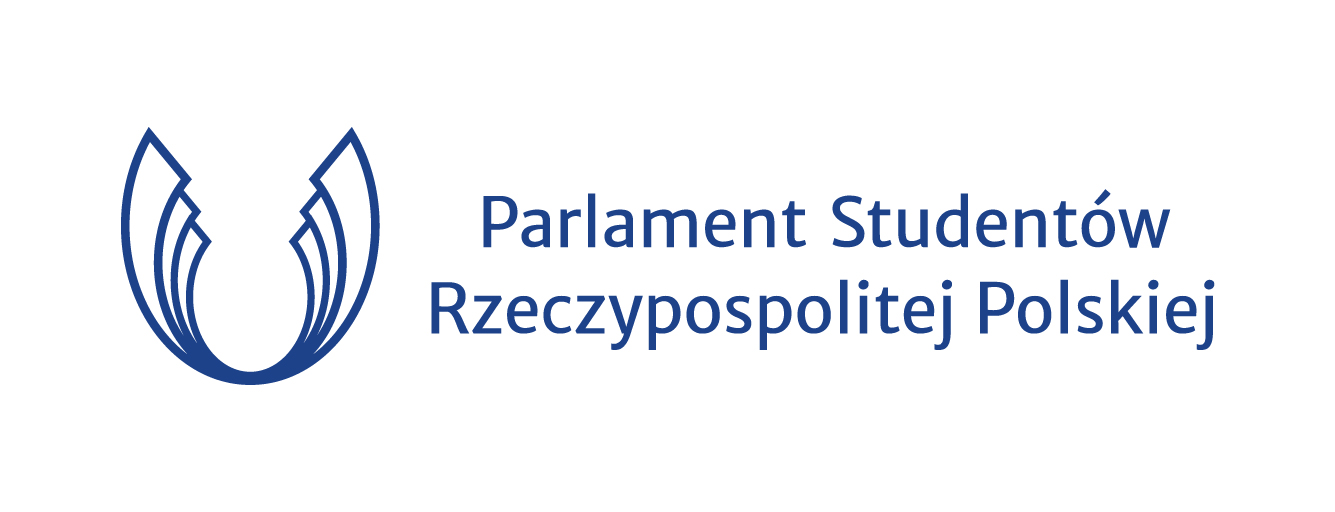 Parlament Studentów
Rzeczypospolitej Polskiej